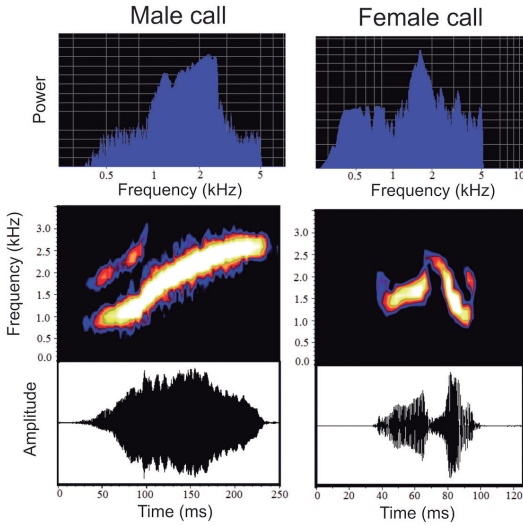 Male call
Female call
Power
0.5 1 2 5
Frequency (kHz)
0.5 1 2 5 10
Frequency (kHz)
Frequency (kHz)
3.0
2.5
2.0
1.5
1.0
0.5
0.0
3.0
2.5
2.0
1.5
1.0
0.5
0.0
Amplitude
0 50 100 150 200 250
Time (ms)
0 20 40 60 80 100 120
Time (ms)